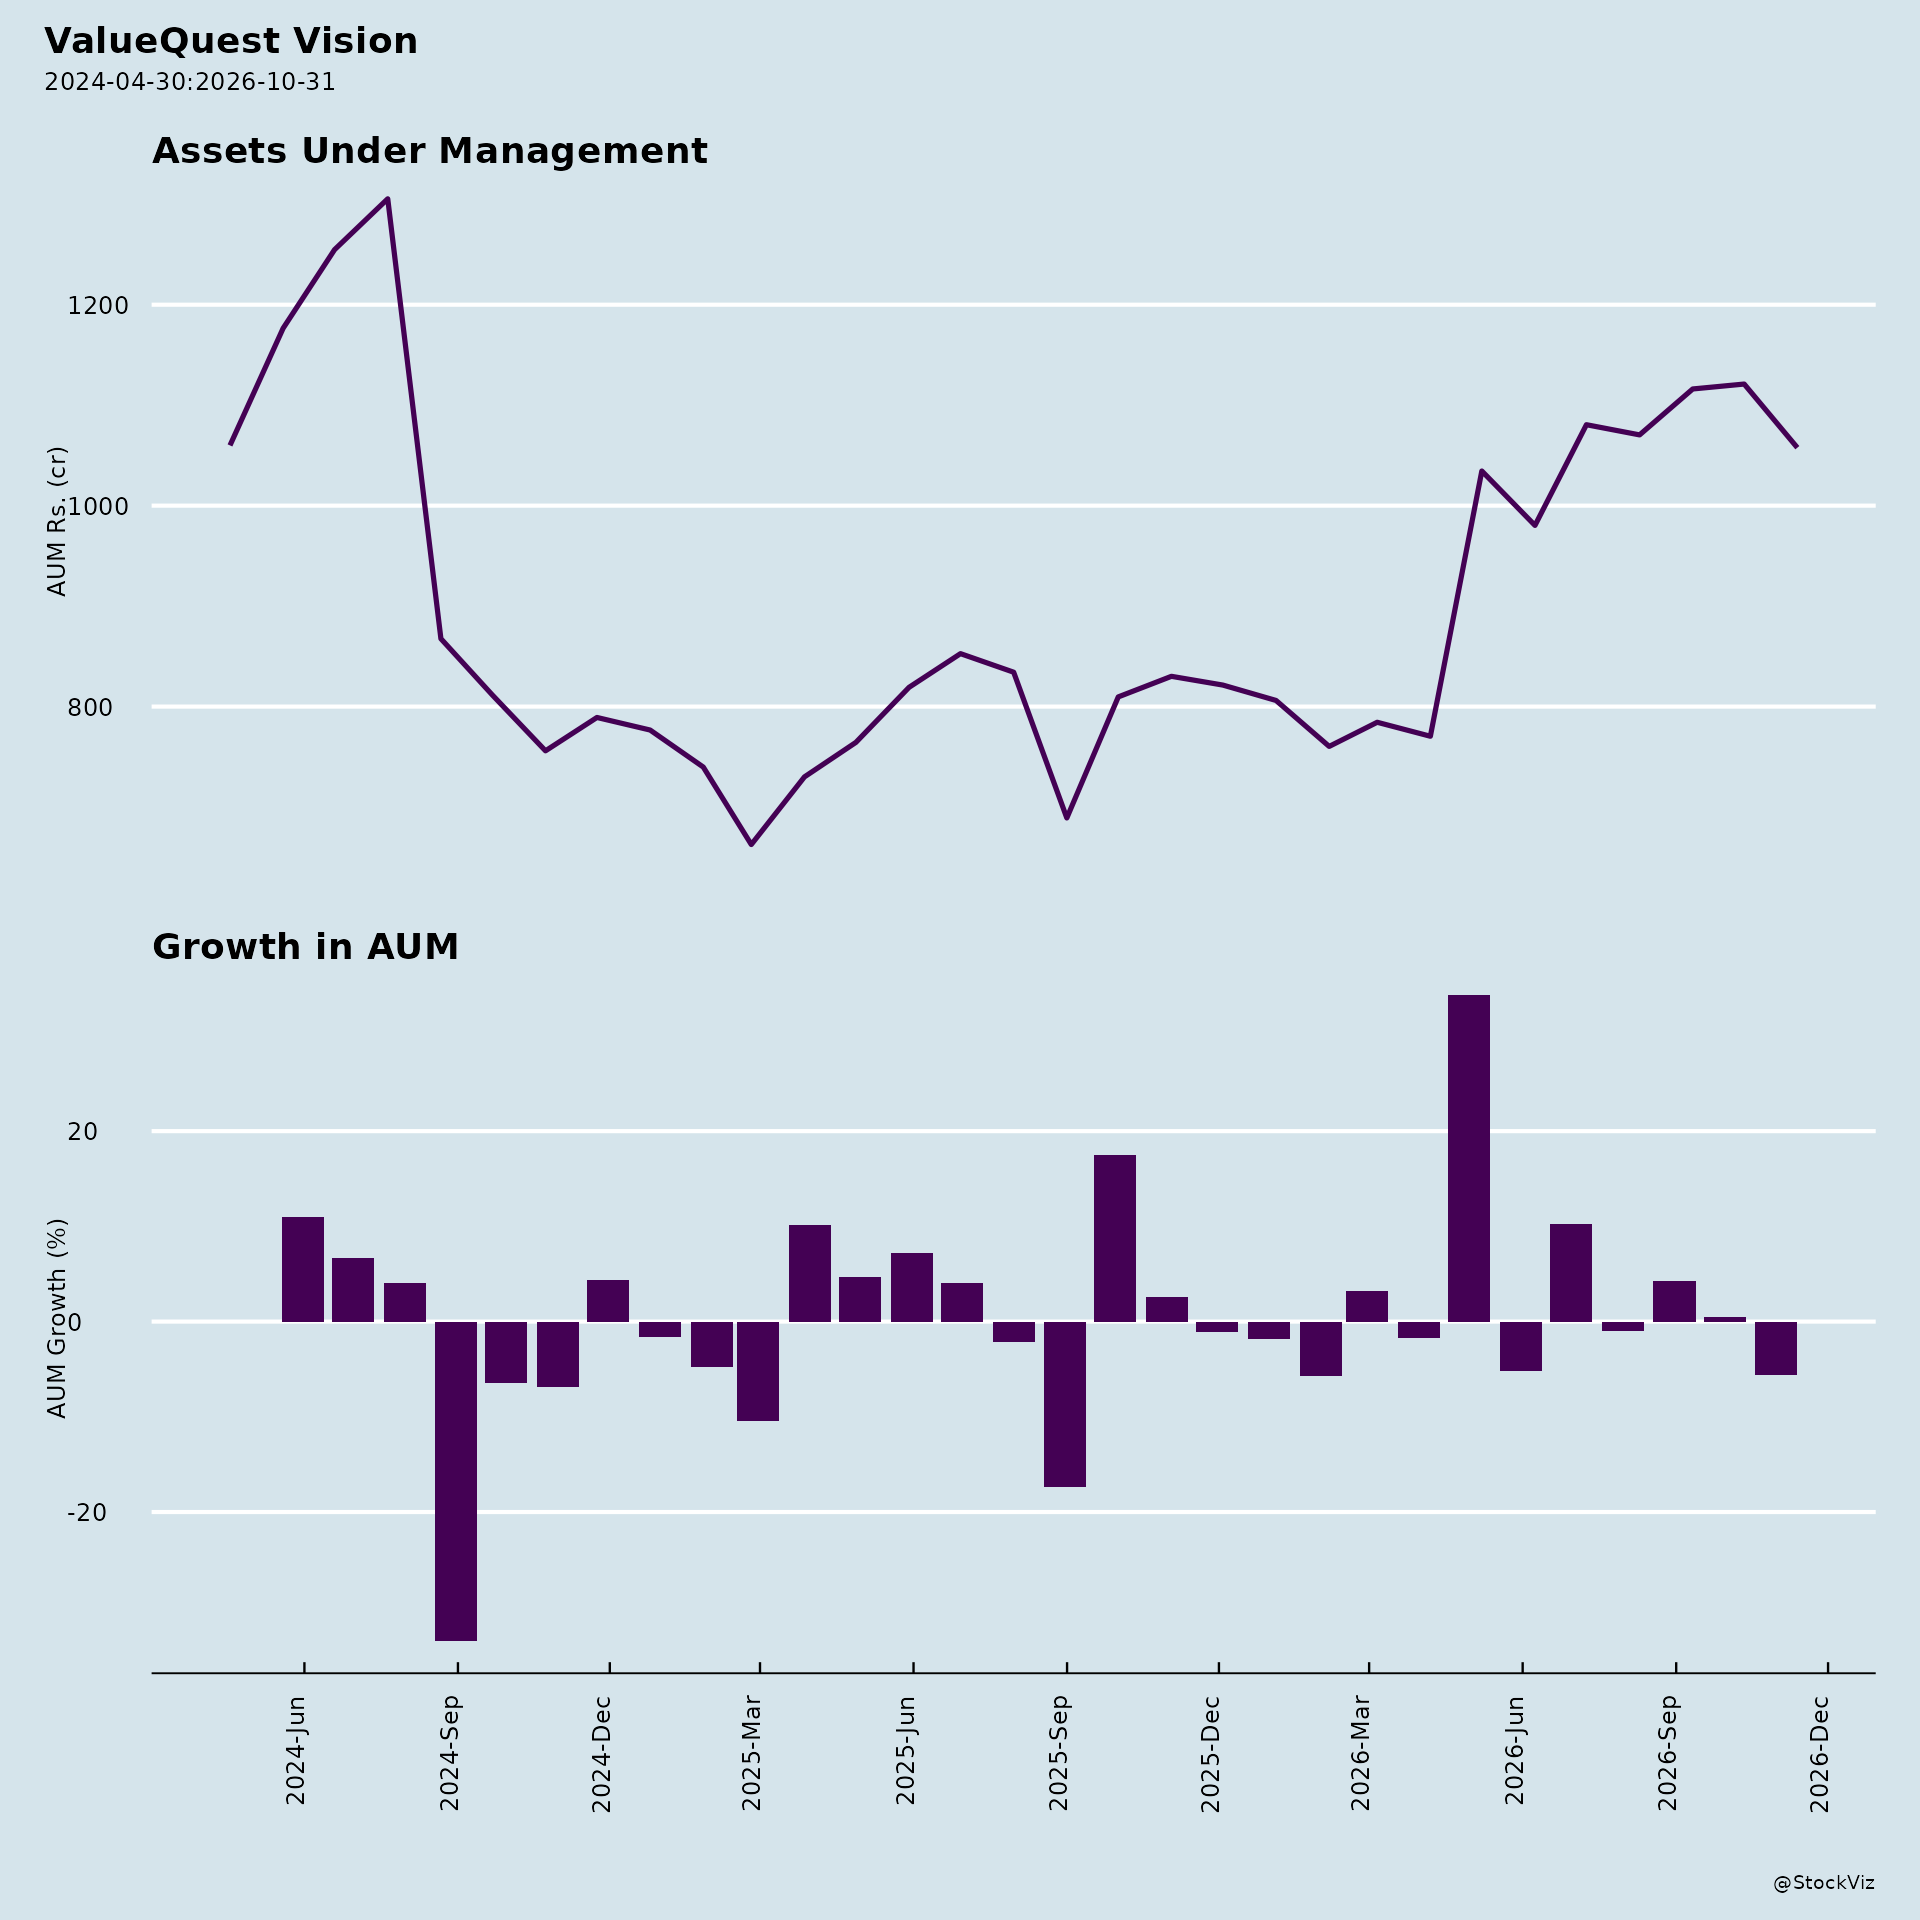 ValueQuest Vision
2024-04-30:2026-10-31
Assets Under Management
AUM Rs. (cr)
1200
1000
800
Growth in AUM
AUM Growth (%)
20
0
-20
2024-Jun
2024-Sep
2024-Dec
2025-Mar
2025-Jun
2025-Sep
2025-Dec
2026-Mar
2026-Jun
2026-Sep
2026-Dec
@StockViz